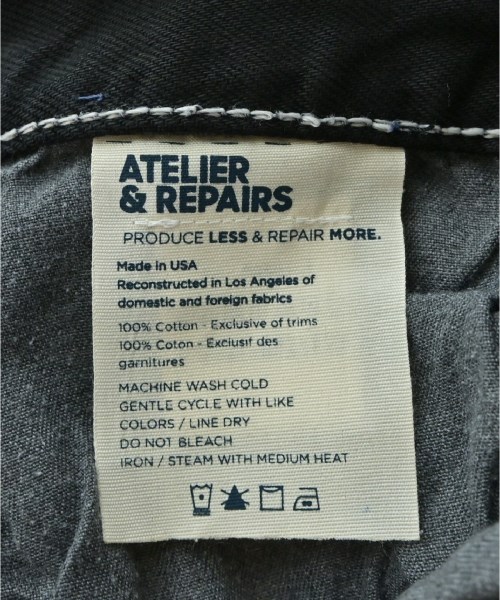 ATELIER
& REPAIRS
PRODUCE LESS & REPAIR MORE.
Made in USA
Reconstructed in Los Angeles of
domestic and foreign fabrics
100% Cotton - Exclusive of trims
100% Coton - Exclusif des
garnitures
MACHINE WASH COLD
GENTLE CYCLE WITH LIKE
COLORS / LINE DRY
DO NOT BLEACH
IRON / STEAM WITH MEDIUM HEAT